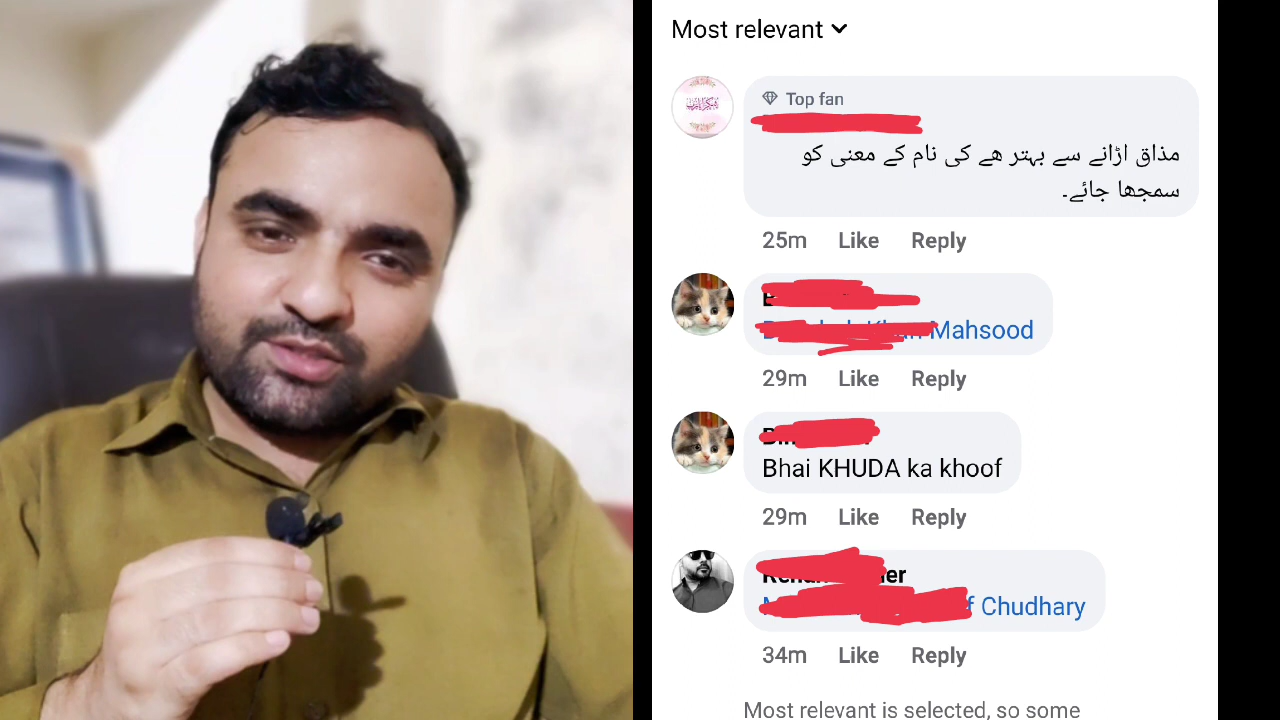 Most relevant
Top fan
مذاق اڑانے سے بہتر ھے کی نام کے معنی کو
سمجھا جائے۔
25m Like Reply
Mahsood
29m Like Reply
Bhai KHUDA ka khoof
29m Like Reply
Chudhary
34m Like Reply
Most relevant is selected, so some